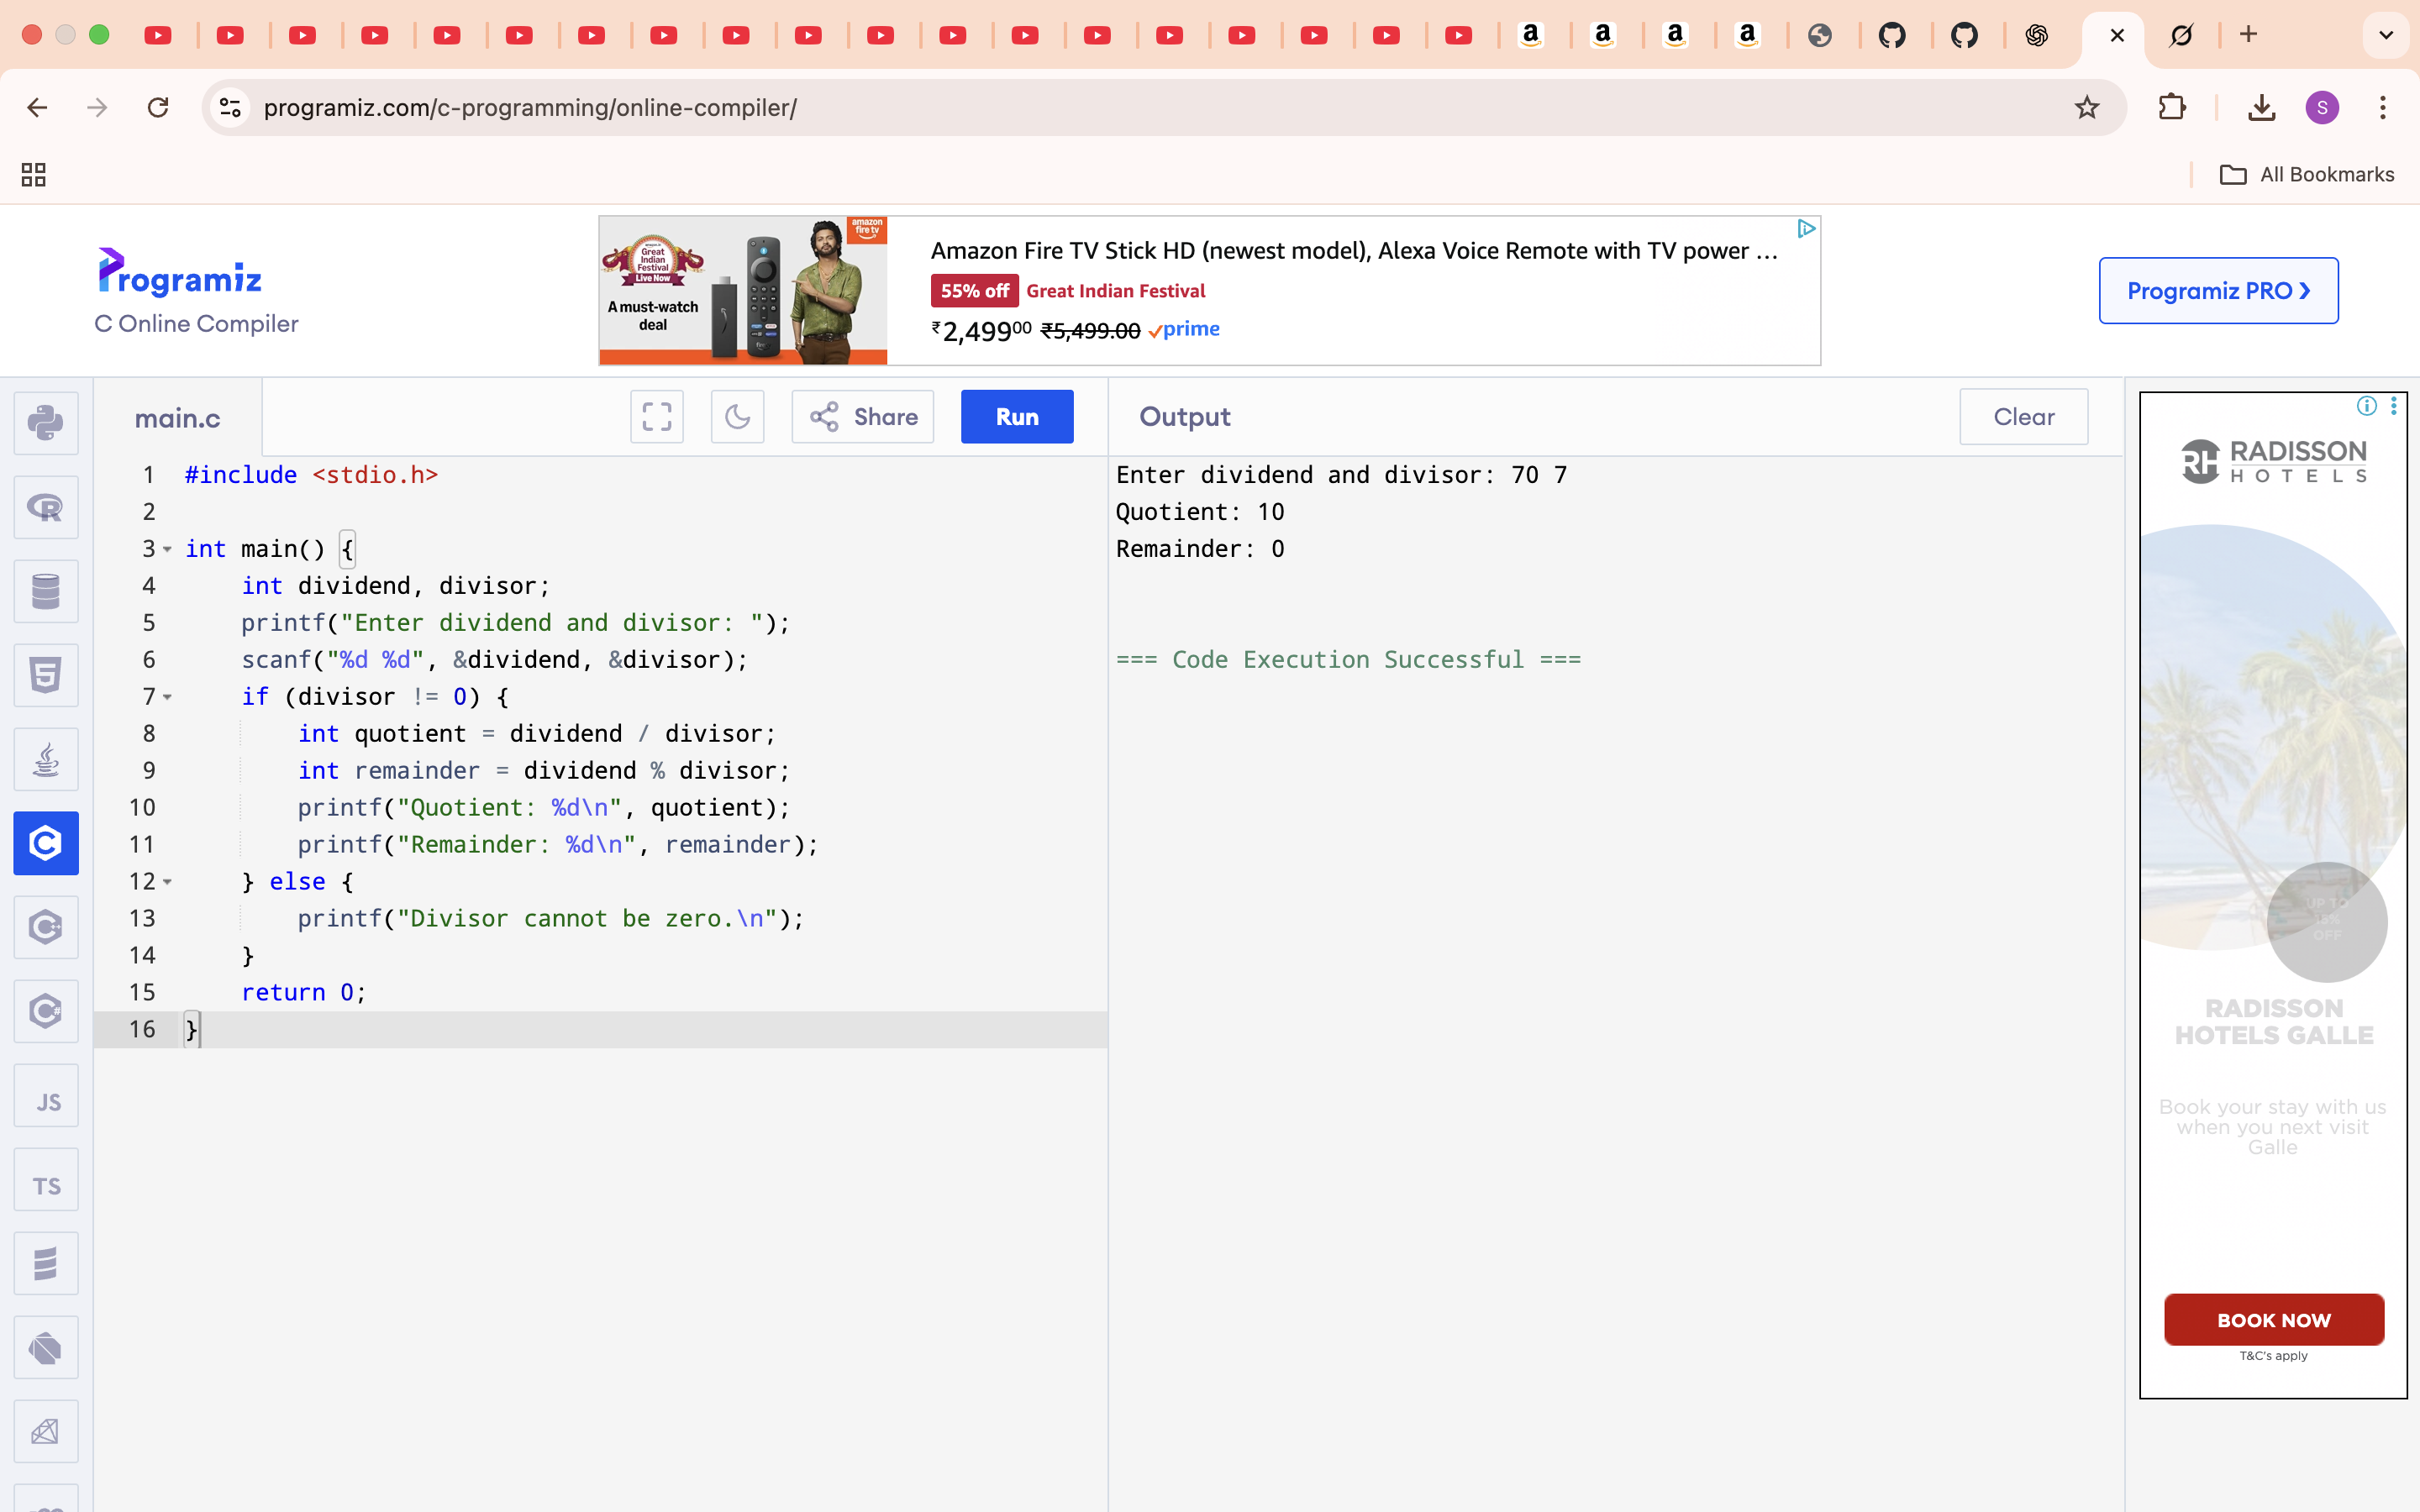 programiz.com/c-programming/online-compiler/
S
All Bookmarks
Programiz
C Online Compiler
amazon
fire tv
amazon
Great
Indian
Festival
Live Now
A must-watch
deal
Amazon Fire TV Stick HD (newest model), Alexa Voice Remote with TV power ...
55% off Great Indian Festival
₹2,499⁰⁰ ₹5,499.00 prime
Programiz PRO ❯
main.c
Share
Run
Output
Clear
1 #include <stdio.h>
2
3 int main() {
4     int dividend, divisor;
5     printf("Enter dividend and divisor: ");
6     scanf("%d %d", &dividend, &divisor);
7     if (divisor != 0) {
8         int quotient = dividend / divisor;
9         int remainder = dividend % divisor;
10         printf("Quotient: %d\n", quotient);
11         printf("Remainder: %d\n", remainder);
12     } else {
13         printf("Divisor cannot be zero.\n");
14     }
15     return 0;
16 }
Enter dividend and divisor: 70 7
Quotient: 10
Remainder: 0
=== Code Execution Successful ===
R
5
C
C
C
JS
TS
RH RADISSON
HOTELS
UP TO
15%
OFF
RADISSON
HOTELS GALLE
Book your stay with us
when you next visit
Galle
BOOK NOW
T&C's apply